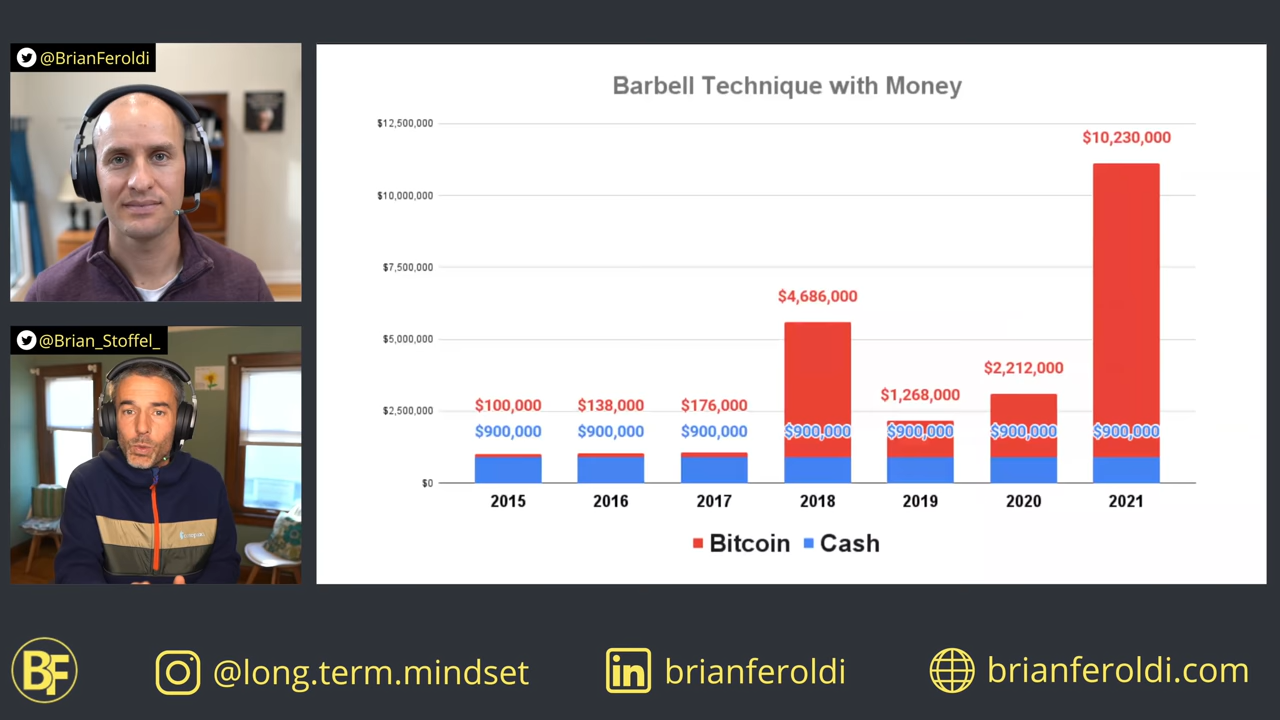 @BrianFeroldi
@Brian_Stoffel_
Barbell Technique with Money
$12,500,000
$10,000,000
$7,500,000
$5,000,000
$2,500,000
$0
$100,000
$138,000
$176,000
$4,686,000
$1,268,000
$2,212,000
$10,230,000
$900,000
$900,000
$900,000
$900,000
$900,000
$900,000
$900,000
2015 2016 2017 2018 2019 2020 2021
Bitcoin Cash
BF
@long.term.mindset
in
brianferoldi
brianferoldi.com